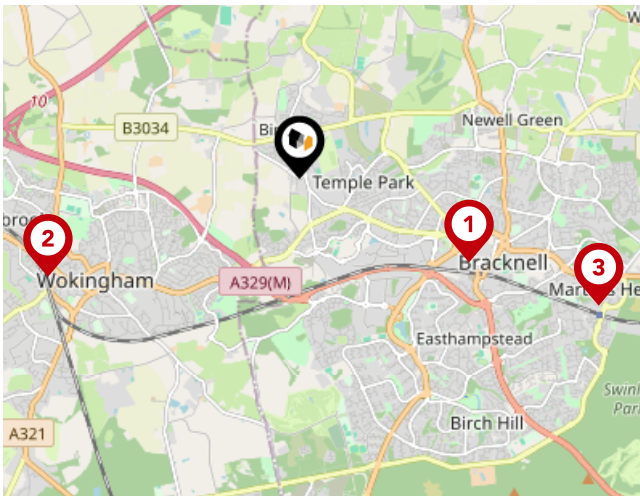 10
B3034
Newell Green
Temple Park
1
2
Wokingham
Bracknell
3
A329(M)
Easthampstead
Birch Hill
A321